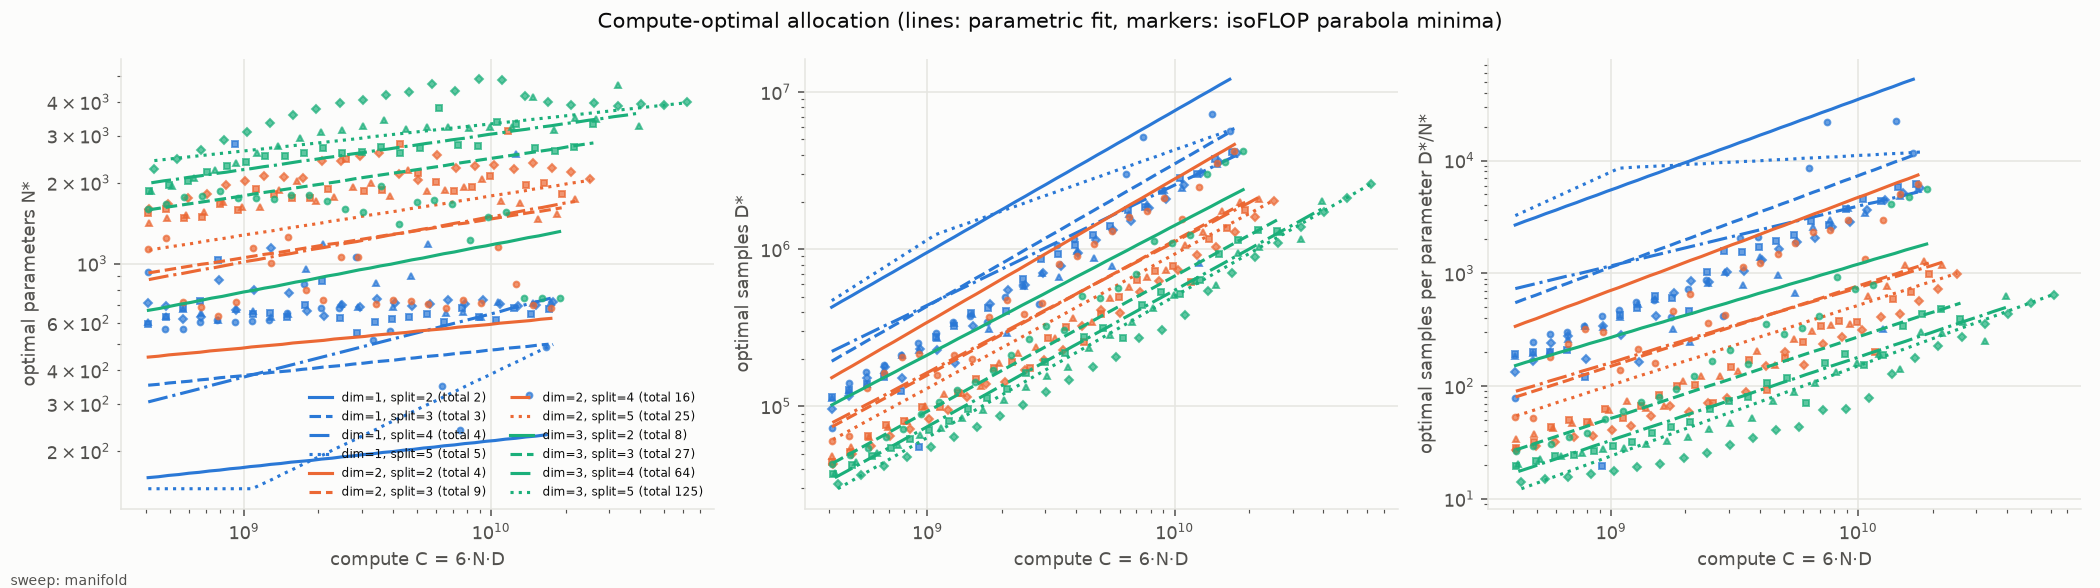 Compute-optimal allocation (lines: parametric fit, markers: isoFLOP parabola minima)
optimal parameters N*
4 × 10³
3 × 10³
2 × 10³
10³
6 × 10²
4 × 10²
3 × 10²
2 × 10²
10⁹
10¹⁰
compute C = 6·N·D
dim=1, split=2 (total 2)
dim=1, split=3 (total 3)
dim=1, split=4 (total 4)
dim=1, split=5 (total 5)
dim=2, split=2 (total 4)
dim=2, split=3 (total 9)
dim=2, split=4 (total 16)
dim=2, split=5 (total 25)
dim=3, split=2 (total 8)
dim=3, split=3 (total 27)
dim=3, split=4 (total 64)
dim=3, split=5 (total 125)
optimal samples D*
10⁷
10⁶
10⁵
10⁹
10¹⁰
compute C = 6·N·D
optimal samples per parameter D*/N*
10⁴
10³
10²
10¹
10⁹
10¹⁰
compute C = 6·N·D
sweep: manifold